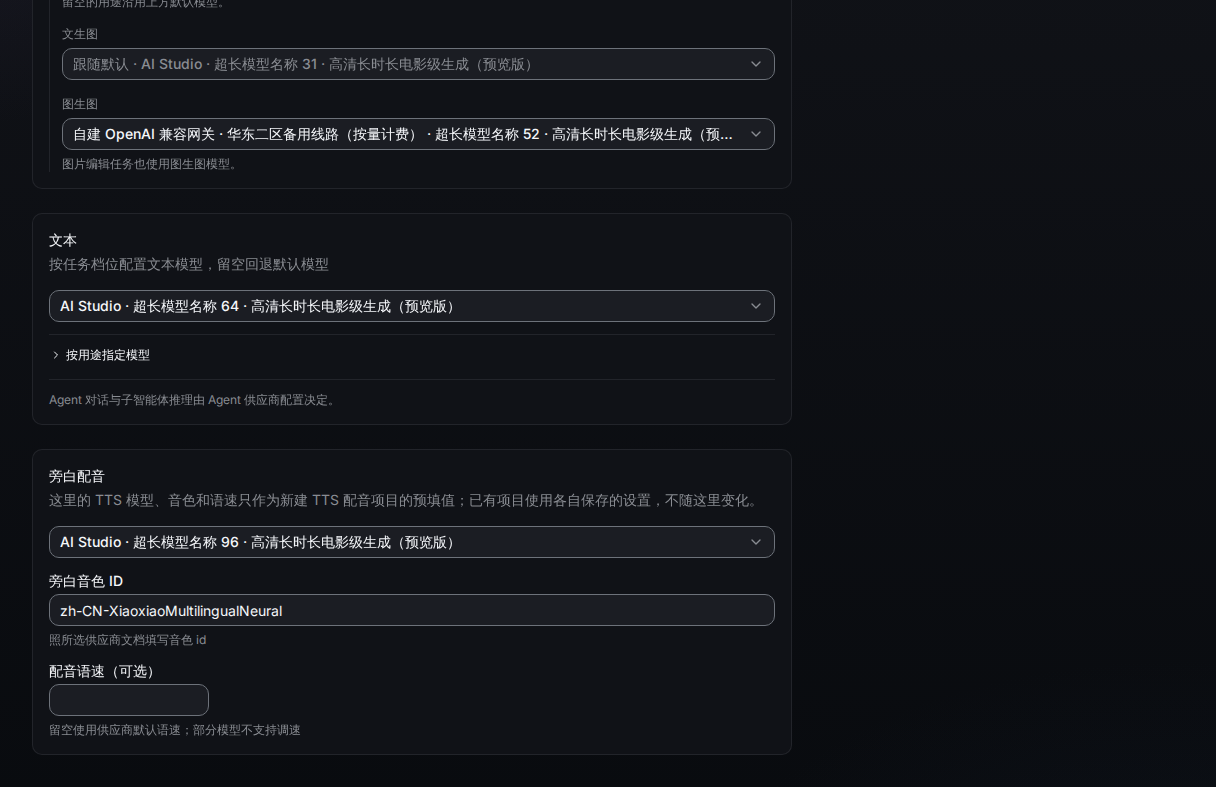 留空的用途沿用上方默认模型。
文生图
跟随默认 · AI Studio · 超长模型名称 31 · 高清长时长电影级生成（预览版）
图生图
自建 OpenAI 兼容网关 · 华东二区备用线路（按量计费） · 超长模型名称 52 · 高清长时长电影级生成（预...
图片编辑任务也使用图生图模型。
文本
按任务档位配置文本模型，留空回退默认模型
AI Studio · 超长模型名称 64 · 高清长时长电影级生成（预览版）
按用途指定模型
Agent 对话与子智能体推理由 Agent 供应商配置决定。
旁白配音
这里的 TTS 模型、音色和语速只作为新建 TTS 配音项目的预填值；已有项目使用各自保存的设置，不随这里变化。
AI Studio · 超长模型名称 96 · 高清长时长电影级生成（预览版）
旁白音色 ID
zh-CN-XiaoxiaoMultilingualNeural
照所选供应商文档填写音色 id
配音语速（可选）
留空使用供应商默认语速；部分模型不支持调速